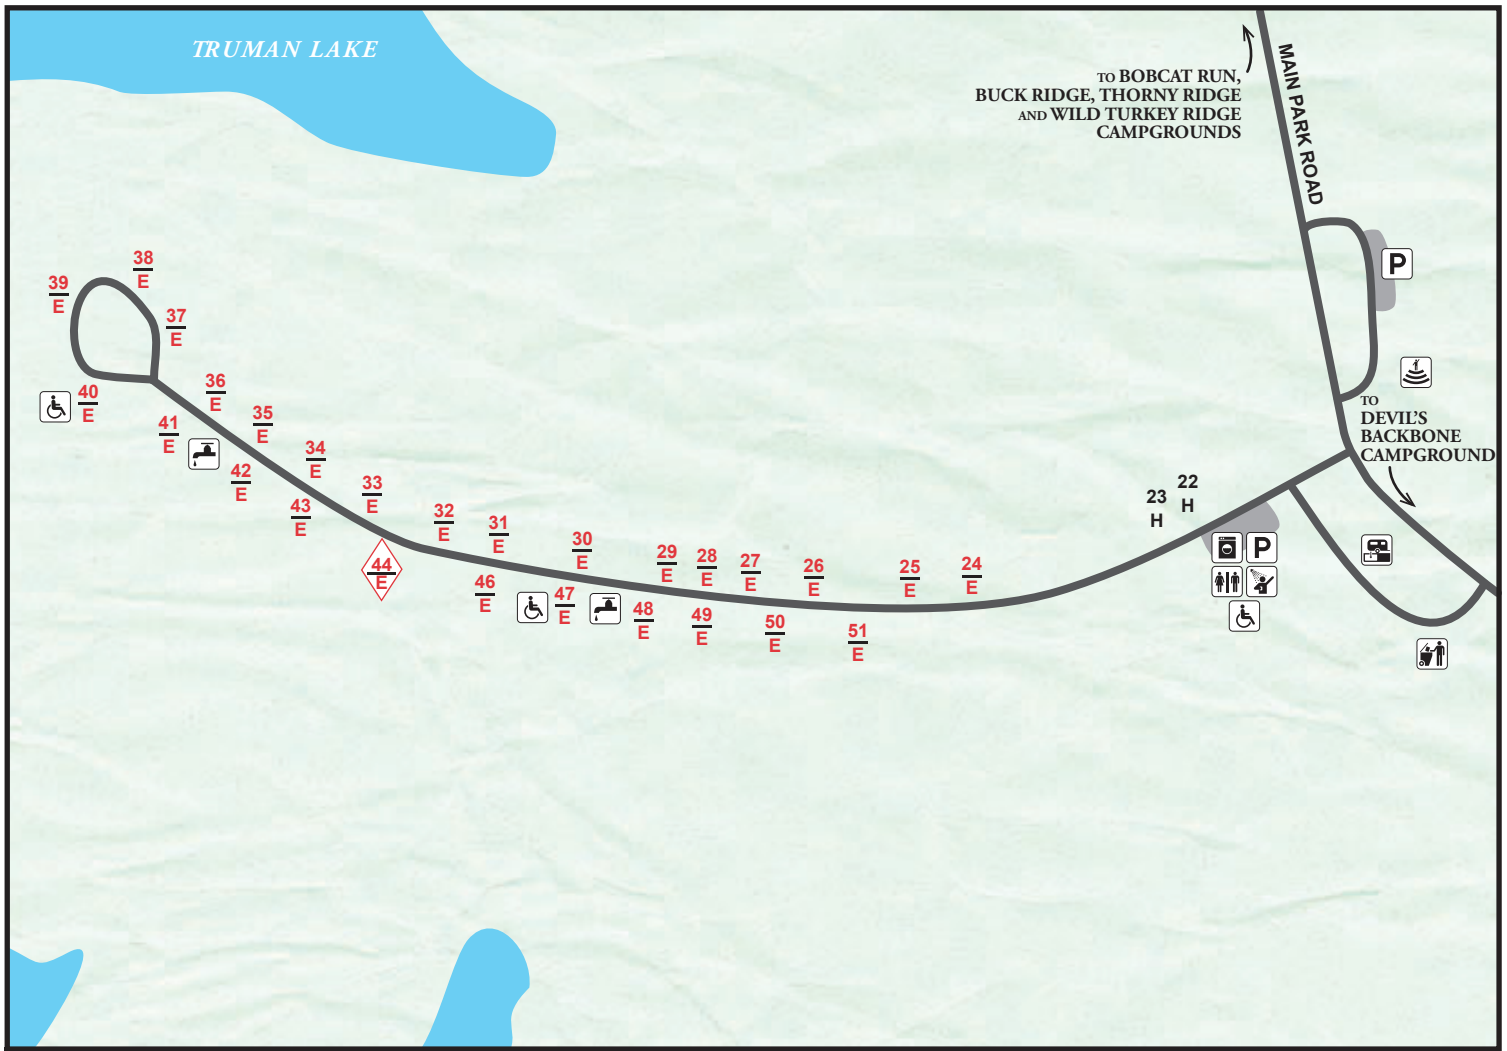 TRUMAN LAKE
TO BOBCAT RUN,
BUCK RIDGE, THORNY RIDGE
AND WILD TURKEY RIDGE
CAMPGROUNDS
MAIN PARK ROAD
P
TO
DEVIL'S
BACKBONE
CAMPGROUND
38
E
39
E
37
E
40
E
36
E
41
E
35
E
42
E
34
E
43
E
33
E
44
E
32
E
31
E
46
E
30
E
47
E
29
E
48
E
28
E
49
E
27
E
50
E
26
E
51
E
25
E
24
E
23
H
22
H
P